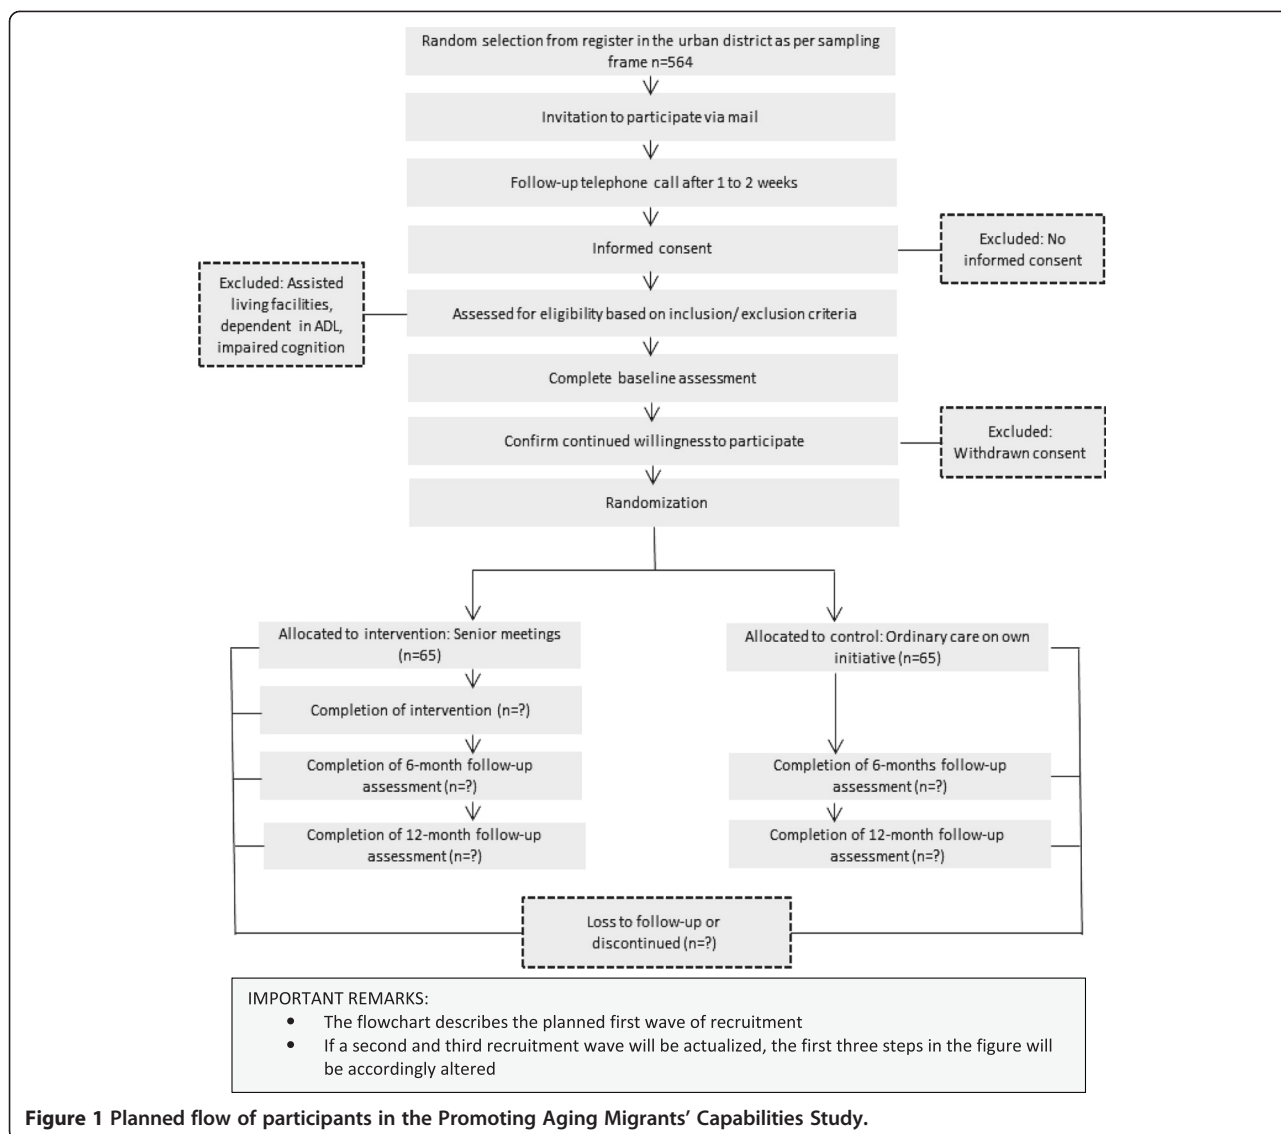 Random selection from register in the urban district as per sampling
frame n=564
Invitation to participate via mail
Follow-up telephone call after 1 to 2 weeks
Informed consent
Excluded: No
informed consent
Excluded: Assisted
living facilities,
dependent in ADL,
impaired cognition
Assessed for eligibility based on inclusion/ exclusion criteria
Complete baseline assessment
Confirm continued willingness to participate
Excluded:
Withdrawn consent
Randomization
Allocated to intervention: Senior meetings
(n=65)
Allocated to control: Ordinary care on own
initiative (n=65)
Completion of intervention (n=?)
Completion of 6-month follow-up
assessment (n=?)
Completion of 6-months follow-up
assessment (n=?)
Completion of 12-month follow-up
assessment (n=?)
Completion of 12-month follow-up
assessment (n=?)
Loss to follow-up or
discontinued (n=?)
IMPORTANT REMARKS:
• The flowchart describes the planned first wave of recruitment
• If a second and third recruitment wave will be actualized, the first three steps in the figure will
be accordingly altered
Figure 1 Planned flow of participants in the Promoting Aging Migrants' Capabilities Study.